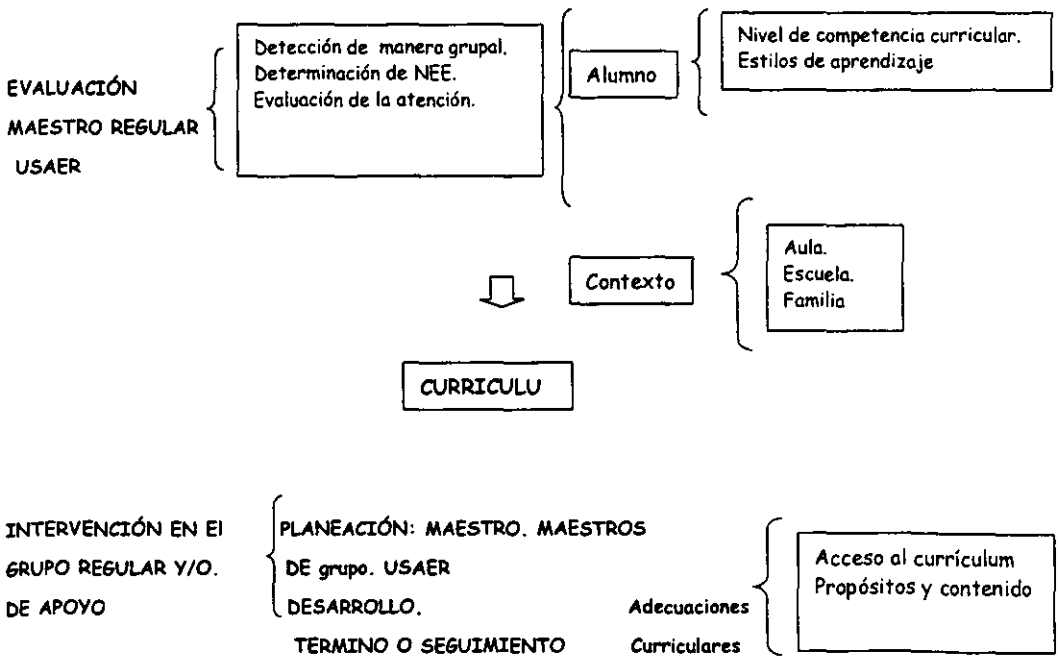 EVALUACIÓN
MAESTRO REGULAR
USAER
Detección de manera grupal.
Determinación de NEE.
Evaluación de la atención.
Alumno
Nivel de competencia curricular.
Estilos de aprendizaje
Contexto
Aula.
Escuela.
Familia
CURRICULU
INTERVENCIÓN EN El
GRUPO REGULAR Y/O.
DE APOYO
PLANEACIÓN: MAESTRO. MAESTROS
DE grupo. USAER
DESARROLLO.
TERMINO O SEGUIMIENTO
Adecuaciones
Curriculares
Acceso al currículum
Propósitos y contenido